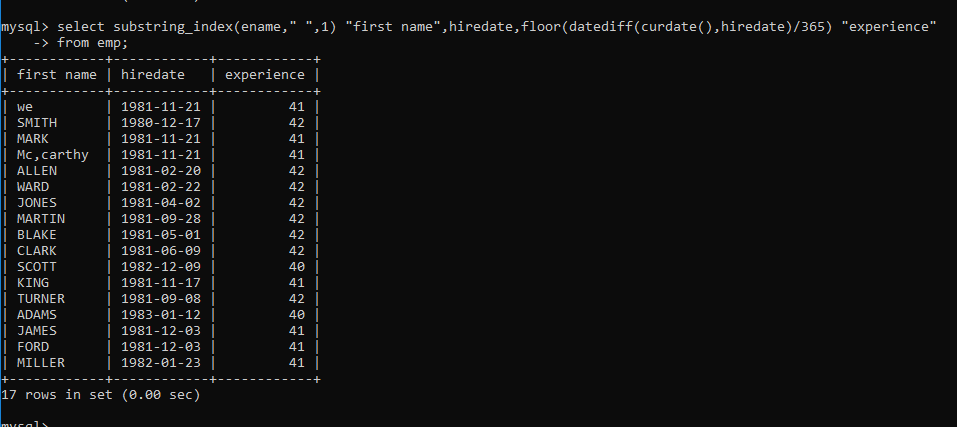 mysql> select substring_index(ename," ",1) "first name",hiredate,floor(datediff(curdate(),hiredate)/365) "experience"
    -> from emp;
+------------+------------+------------+
| first name | hiredate   | experience |
+------------+------------+------------+
| we         | 1981-11-21 |         41 |
| SMITH      | 1980-12-17 |         42 |
| MARK       | 1981-11-21 |         41 |
| Mc,carthy  | 1981-11-21 |         41 |
| ALLEN      | 1981-02-20 |         42 |
| WARD       | 1981-02-22 |         42 |
| JONES      | 1981-04-02 |         42 |
| MARTIN     | 1981-09-28 |         42 |
| BLAKE      | 1981-05-01 |         42 |
| CLARK      | 1981-06-09 |         42 |
| SCOTT      | 1982-12-09 |         40 |
| KING       | 1981-11-17 |         41 |
| TURNER     | 1981-09-08 |         42 |
| ADAMS      | 1983-01-12 |         40 |
| JAMES      | 1981-12-03 |         41 |
| FORD       | 1981-12-03 |         41 |
| MILLER     | 1982-01-23 |         41 |
+------------+------------+------------+
17 rows in set (0.00 sec)
mysql>